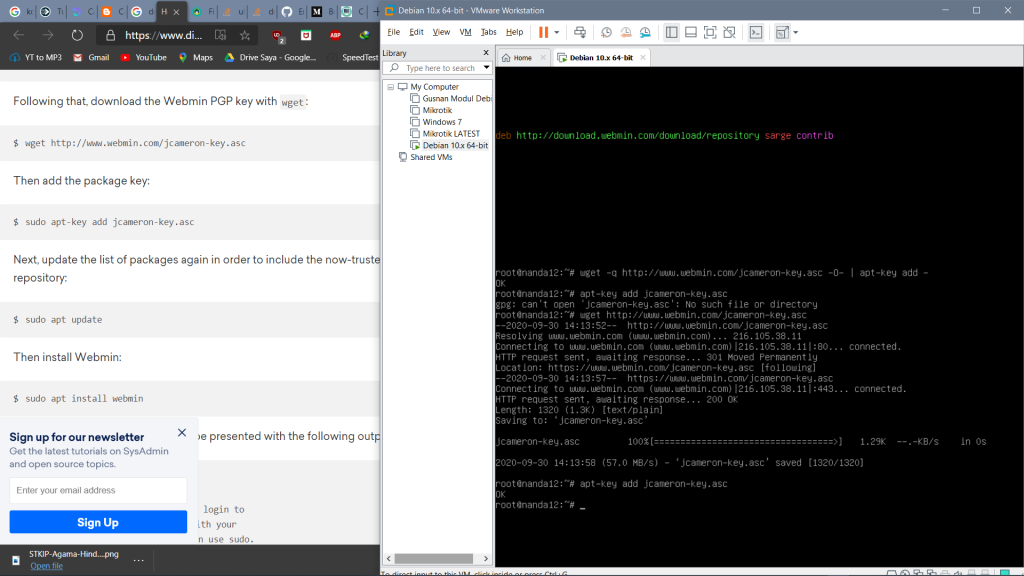 Debian 10.x 64-bit - VMware Workstation
https://www.di...
File Edit View VM Tabs Help
YT to MP3 Gmail YouTube Maps Drive Saya - Google... SpeedTest
Library
Type here to search
My Computer
Gusnan Modul Debi
Mikrotik
Windows 7
Mikrotik LATEST
Debian 10.x 64-bit
Shared VMs
Home
Debian 10.x 64-bit
Following that, download the Webmin PGP key with wget:
$ wget http://www.webmin.com/jcameron-key.asc
Then add the package key:
$ sudo apt-key add jcameron-key.asc
Next, update the list of packages again in order to include the now-truste
repository:
$ sudo apt update
Then install Webmin:
$ sudo apt install webmin
be presented with the following outp
login to
ith your
n use sudo.
Sign up for our newsletter
Get the latest tutorials on SysAdmin
and open source topics.
Enter your email address
Sign Up
STKIP-Agama-Hind....png
Open file
deb http://download.webmin.com/download/repository sarge contrib
root@nanda12:~# wget -q http://www.webmin.com/jcameron-key.asc -O- | apt-key add -
OK
root@nanda12:~# apt-key add jcameron-key.asc
gpg: can't open 'jcameron-key.asc': No such file or directory
root@nanda12:~# wget http://www.webmin.com/jcameron-key.asc
--2020-09-30 14:13:52-- http://www.webmin.com/jcameron-key.asc
Resolving www.webmin.com (www.webmin.com)... 216.105.38.11
Connecting to www.webmin.com (www.webmin.com)|216.105.38.11|:80... connected.
HTTP request sent, awaiting response... 301 Moved Permanently
Location: https://www.webmin.com/jcameron-key.asc [following]
--2020-09-30 14:13:57-- https://www.webmin.com/jcameron-key.asc
Connecting to www.webmin.com (www.webmin.com)|216.105.38.11|:443... connected.
HTTP request sent, awaiting response... 200 OK
Length: 1320 (1.3K) [text/plain]
Saving to: 'jcameron-key.asc'
jcameron-key.asc 100%[==================================>] 1.29K --.-KB/s in 0s
2020-09-30 14:13:58 (57.0 MB/s) - 'jcameron-key.asc' saved [1320/1320]
root@nanda12:~# apt-key add jcameron-key.asc
OK
root@nanda12:~# _
To direct input to this VM, click inside or press Ctrl+G.